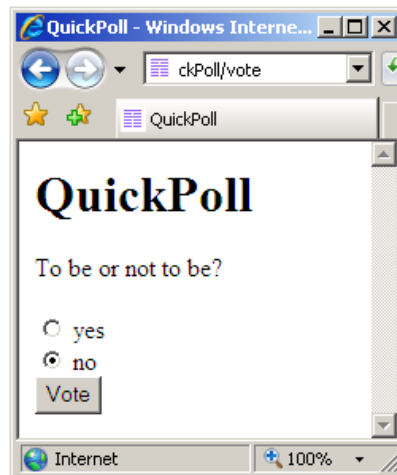 QuickPoll - Windows Interne...
ckPoll/vote
QuickPoll
QuickPoll
To be or not to be?
yes
no
Vote
Internet
100%